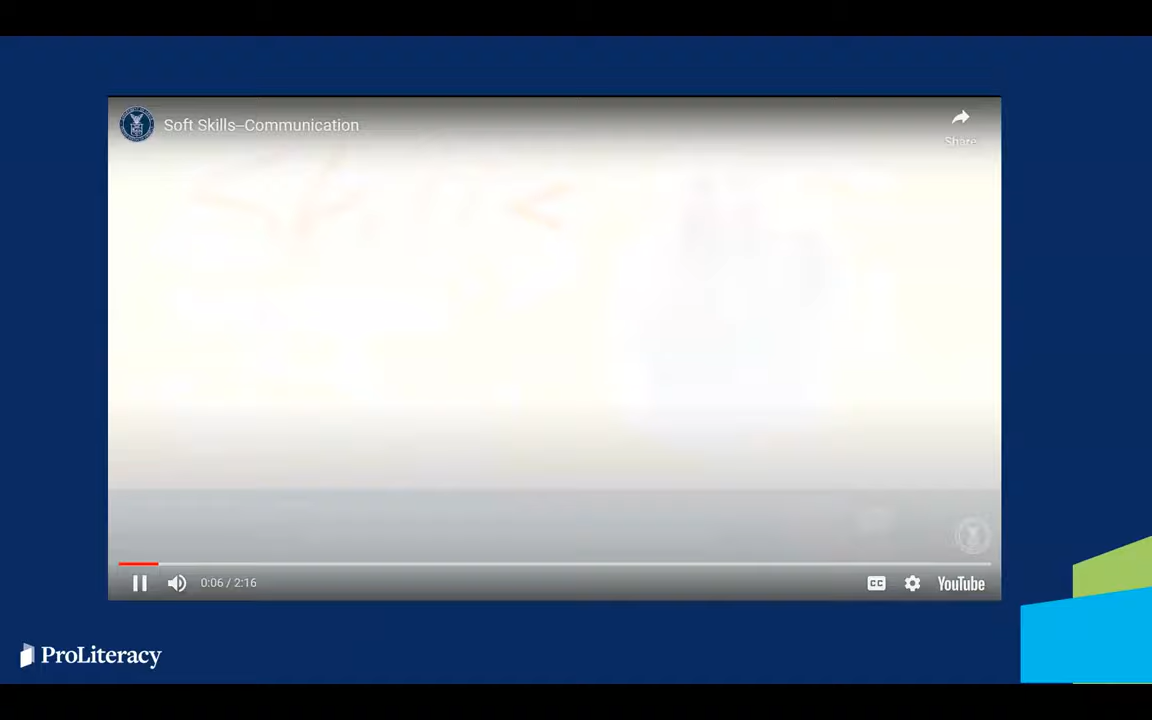 Soft Skills--Communication
Share
0:06 / 2:16
CC
YouTube
ProLiteracy